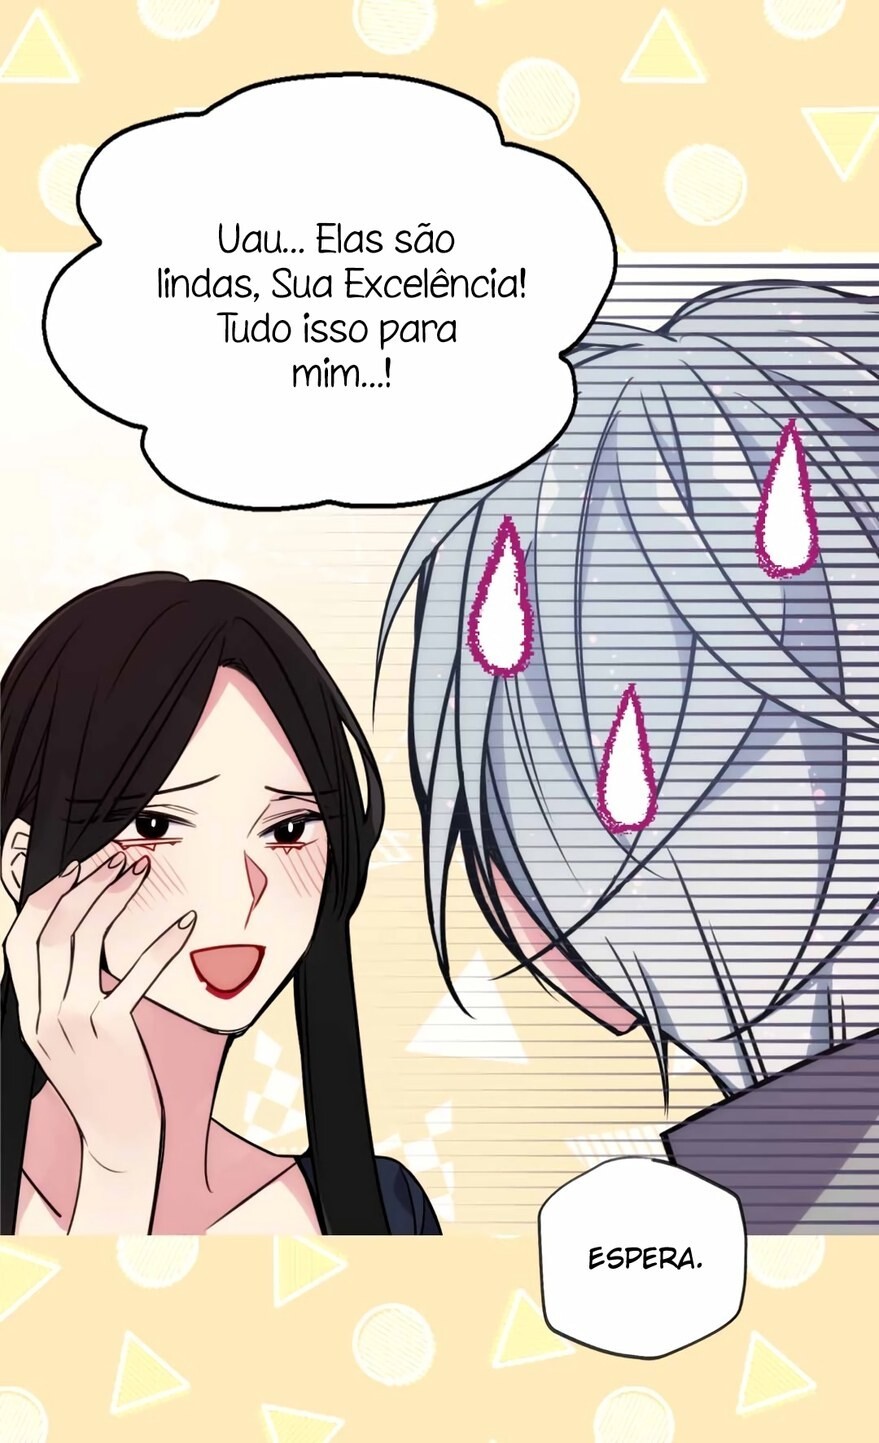 Uau... Elas são
lindas, Sua Excelência!
Tudo isso para
mim...!
ESPERA.